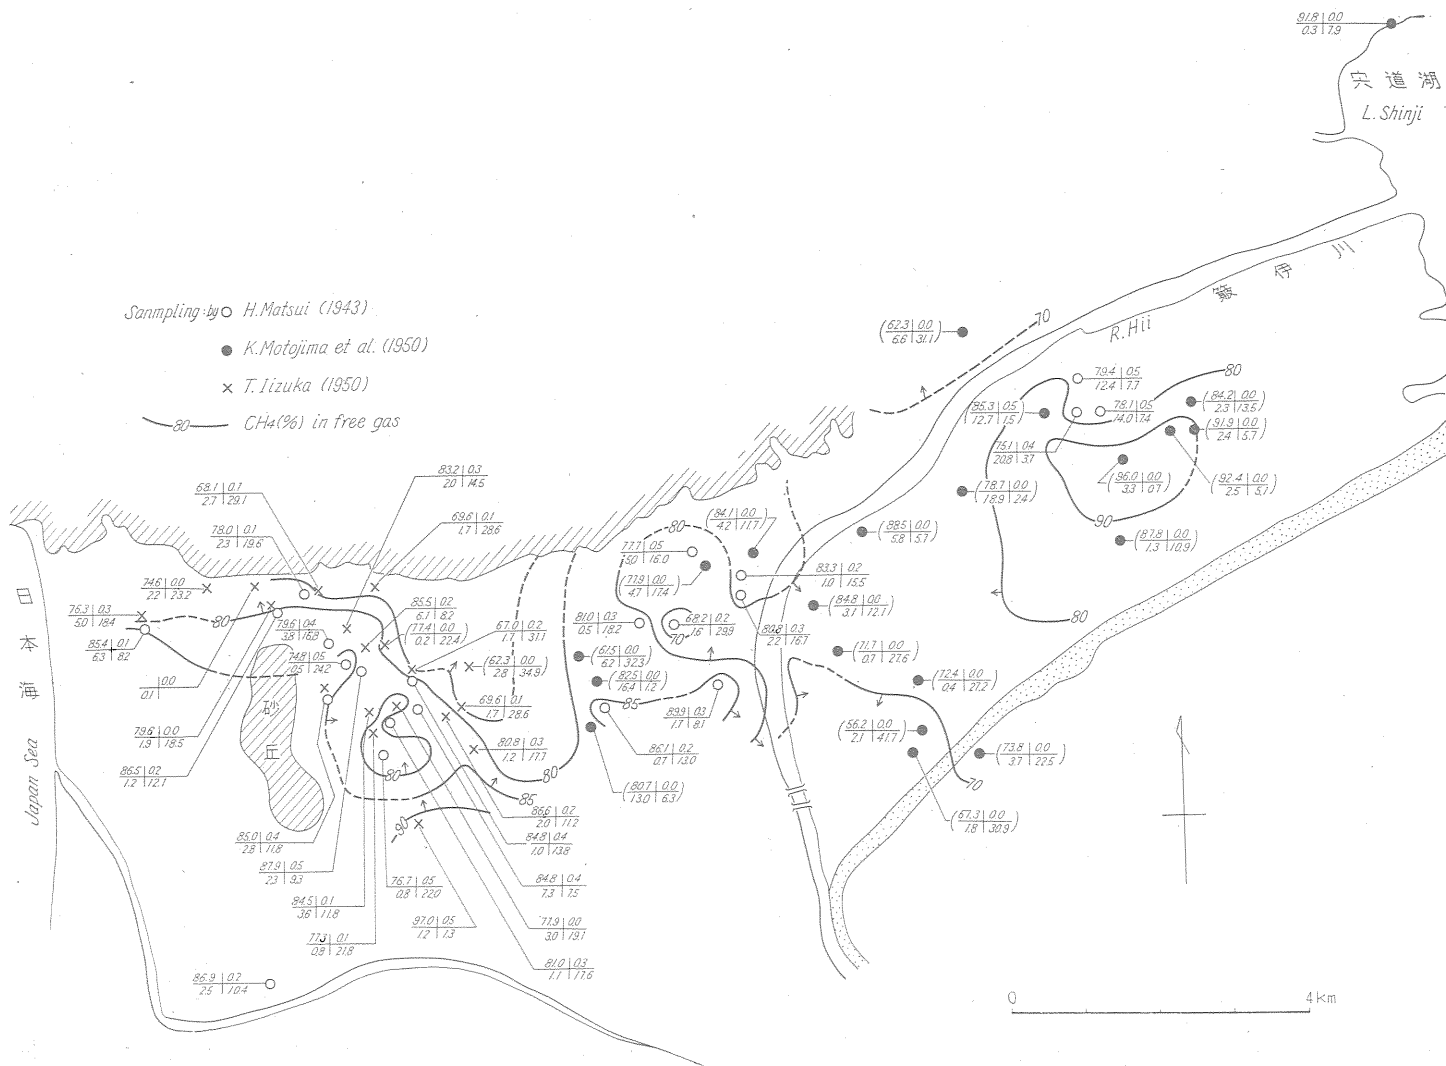 91.8 | 0.0
0.3 | 7.9
宍道湖
L. Shinji
Sanmpling:by ○ H.Matsui (1943)
● K.Motojima et al. (1950)
× T.Iizuka (1950)
80 CH4(%) in free gas
簸伊川
R.Hii
70
(62.3 | 0.0
6.6 | 31.1)
79.4 | 0.5
12.4 | 7.7
80
(85.3 | 0.5
12.7 | 1.5)
78.1 | 0.5
14.0 | 7.4
(84.2 | 0.0
2.3 | 13.5)
(91.9 | 0.0
2.4 | 5.7)
75.1 | 0.4
20.8 | 3.7
(96.0 | 0.0
3.3 | 0.7)
(92.4 | 0.0
2.5 | 5.1)
(78.7 | 0.0
18.9 | 2.4)
90
(87.8 | 0.0
1.3 | 10.9)
(88.5 | 0.0
5.8 | 5.7)
83.2 | 0.3
2.0 | 14.5
68.1 | 0.1
2.7 | 29.1
69.6 | 0.1
1.7 | 28.6
78.0 | 0.1
2.3 | 19.6
(84.1 | 0.0
4.2 | 11.7)
80
77.7 | 0.5
5.0 | 16.0
(77.9 | 0.0
4.7 | 17.4)
83.3 | 0.2
1.0 | 15.5
74.6 | 0.0
2.2 | 23.2
76.3 | 0.3
5.0 | 18.4
80
85.4 | 0.1
6.3 | 8.2
79.6 | 0.4
3.8 | 16.8
85.5 | 0.2
6.1 | 8.2
(77.4 | 0.0
0.2 | 22.4)
67.0 | 0.2
1.7 | 31.1
81.0 | 0.3
0.5 | 18.2
68.2 | 0.2
1.6 | 29.9
70
80.8 | 0.3
2.2 | 16.7
(84.8 | 0.0
3.1 | 12.1)
80
74.8 | 0.5
0.5 | 24.2
(62.3 | 0.0
2.8 | 34.9)
(61.5 | 0.0
6.2 | 32.3)
(82.5 | 0.0
16.4 | 1.2)
(71.7 | 0.0
0.7 | 27.6)
(72.4 | 0.0
0.4 | 27.2)
0.0
0.1
69.6 | 0.1
1.7 | 28.6
85
89.9 | 0.3
1.7 | 8.1
(56.2 | 0.0
2.1 | 41.7)
砂丘
79.6 | 0.0
1.9 | 18.5
80.8 | 0.3
1.2 | 17.7
86.1 | 0.2
0.7 | 13.0
(73.8 | 0.0
3.7 | 22.5)
86.5 | 0.2
1.2 | 12.1
80
80
85
70
(80.7 | 0.0
13.0 | 6.3)
日本海
Japan Sea
90
86.6 | 0.2
2.0 | 11.2
(67.3 | 0.0
1.8 | 30.9)
85.0 | 0.4
2.8 | 11.8
84.8 | 0.4
1.0 | 13.8
87.9 | 0.5
2.3 | 9.3
76.7 | 0.5
0.8 | 22.0
84.8 | 0.4
7.3 | 7.5
84.5 | 0.1
3.6 | 11.8
97.0 | 0.5
1.2 | 1.3
77.9 | 0.0
3.0 | 19.1
77.3 | 0.1
0.8 | 21.8
81.0 | 0.3
1.1 | 17.6
86.9 | 0.2
2.5 | 10.4
0 4km